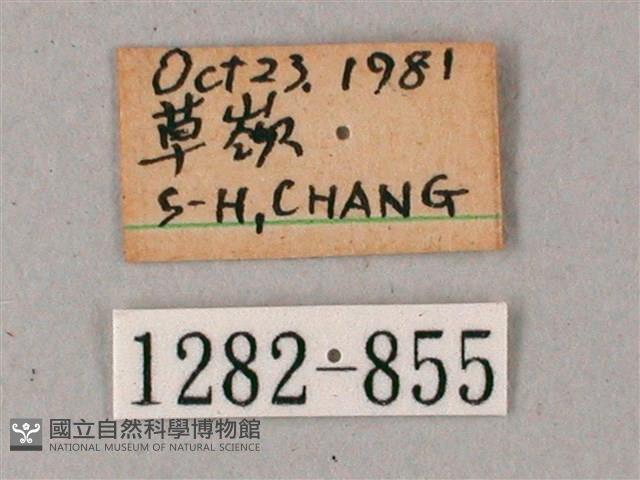 Oct 23. 1981
草嶺
S-H, CHANG
1282-855
國立自然科學博物館
NATIONAL MUSEUM OF NATURAL SCIENCE